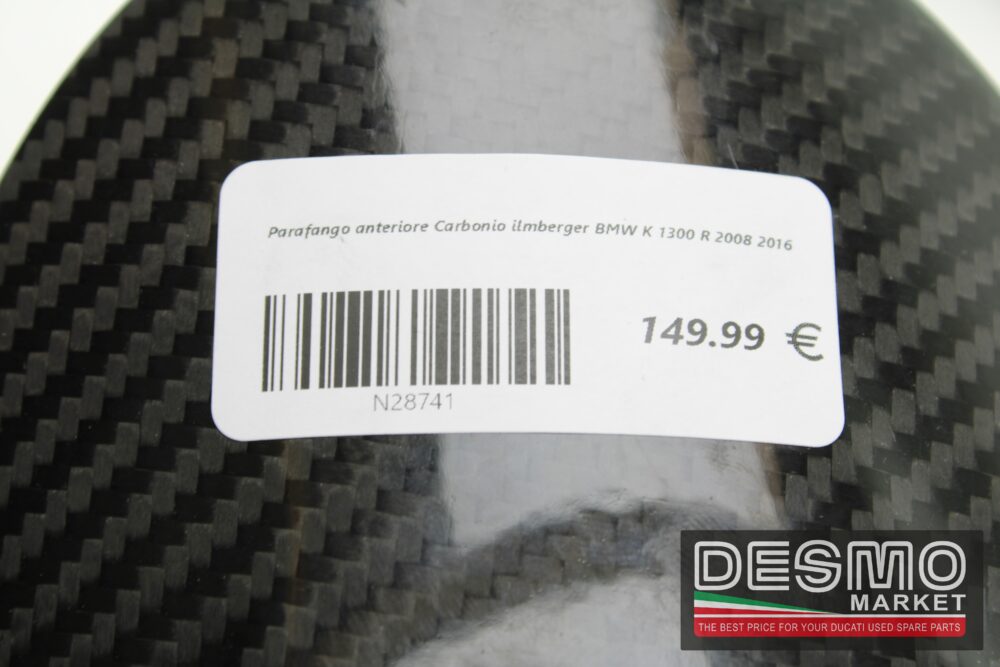 Parafango anteriore Carbonio ilmberger BMW K 1300 R 2008 2016
149.99 €
N28741
DESMO
MARKET
THE BEST PRICE FOR YOUR DUCATI USED SPARE PARTS